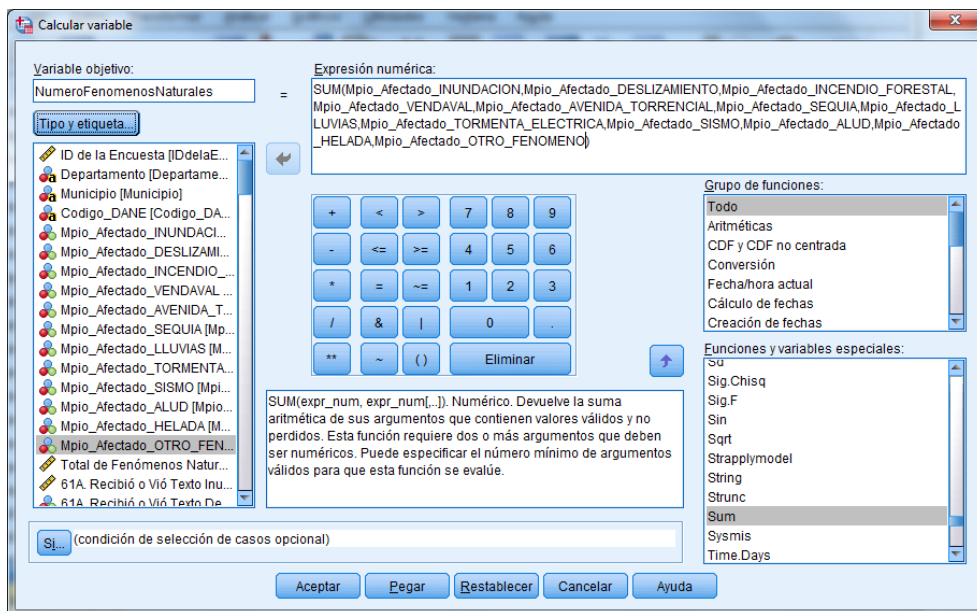 Calcular variable
Variable objetivo:
NumeroFenomenosNaturales
=
Tipo y etiqueta...
Expresión numérica:
SUM(Mpio_Afectado_INUNDACION,Mpio_Afectado_DESLIZAMIENTO,Mpio_Afectado_INCENDIO_FORESTAL,
Mpio_Afectado_VENDAVAL,Mpio_Afectado_AVENIDA_TORRENCIAL,Mpio_Afectado_SEQUIA,Mpio_Afectado_L
LUVIAS,Mpio_Afectado_TORMENTA_ELECTRICA,Mpio_Afectado_SISMO,Mpio_Afectado_ALUD,Mpio_Afectado
_HELADA,Mpio_Afectado_OTRO_FENOMENO)
ID de la Encuesta [IDdelaE...
Departamento [Departame...
Municipio [Municipio]
Codigo_DANE [Codigo_DA...
Mpio_Afectado_INUNDACI...
Mpio_Afectado_DESLIZAMI...
Mpio_Afectado_INCENDIO_...
Mpio_Afectado_VENDAVAL ...
Mpio_Afectado_AVENIDA_T...
Mpio_Afectado_SEQUIA [Mp...
Mpio_Afectado_LLUVIAS [M...
Mpio_Afectado_TORMENTA...
Mpio_Afectado_SISMO [Mpi...
Mpio_Afectado_ALUD [Mpio...
Mpio_Afectado_HELADA [M...
Mpio_Afectado_OTRO_FEN...
Total de Fenómenos Natur...
61A. Recibió o Vió Texto Inu...
61A. Recibió o Vió Texto De...
+ < > 7 8 9
- <= >= 4 5 6
* = ~= 1 2 3
/ & | 0 .
** ~ ( ) Eliminar
Grupo de funciones:
Todo
Aritméticas
CDF y CDF no centrada
Conversión
Fecha/hora actual
Cálculo de fechas
Creación de fechas
SUM(expr_num, expr_num[,..]). Numérico. Devuelve la suma
aritmética de sus argumentos que contienen valores válidos y no
perdidos. Esta función requiere dos o más argumentos que deben
ser numéricos. Puede especificar el número mínimo de argumentos
válidos para que esta función se evalúe.
Funciones y variables especiales:
Sd
Sig.Chisq
Sig.F
Sin
Sqrt
Strapplymodel
String
Strunc
Sum
Sysmis
Time.Days
Si... (condición de selección de casos opcional)
Aceptar Pegar Restablecer Cancelar Ayuda